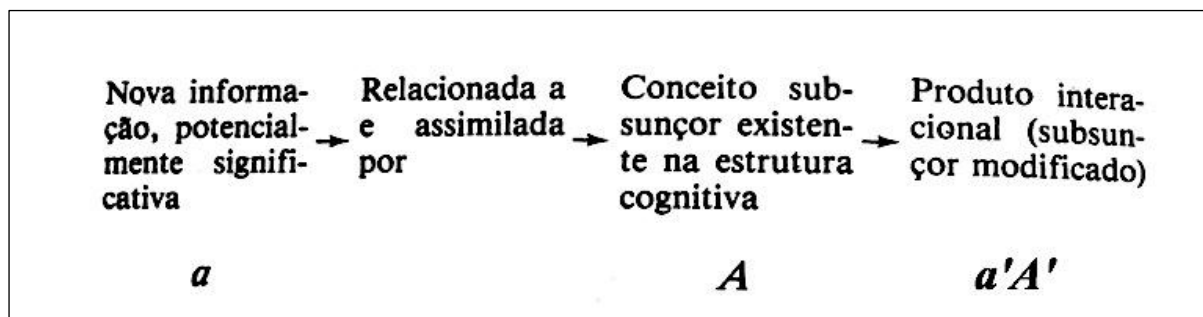 Nova informa-
ção, potencial-
mente signifi-
cativa
Relacionada a
e assimilada
por
Conceito sub-
sunçor existen-
te na estrutura
cognitiva
Produto intera-
cional (subsun-
çor modificado)
a
A
a'A'